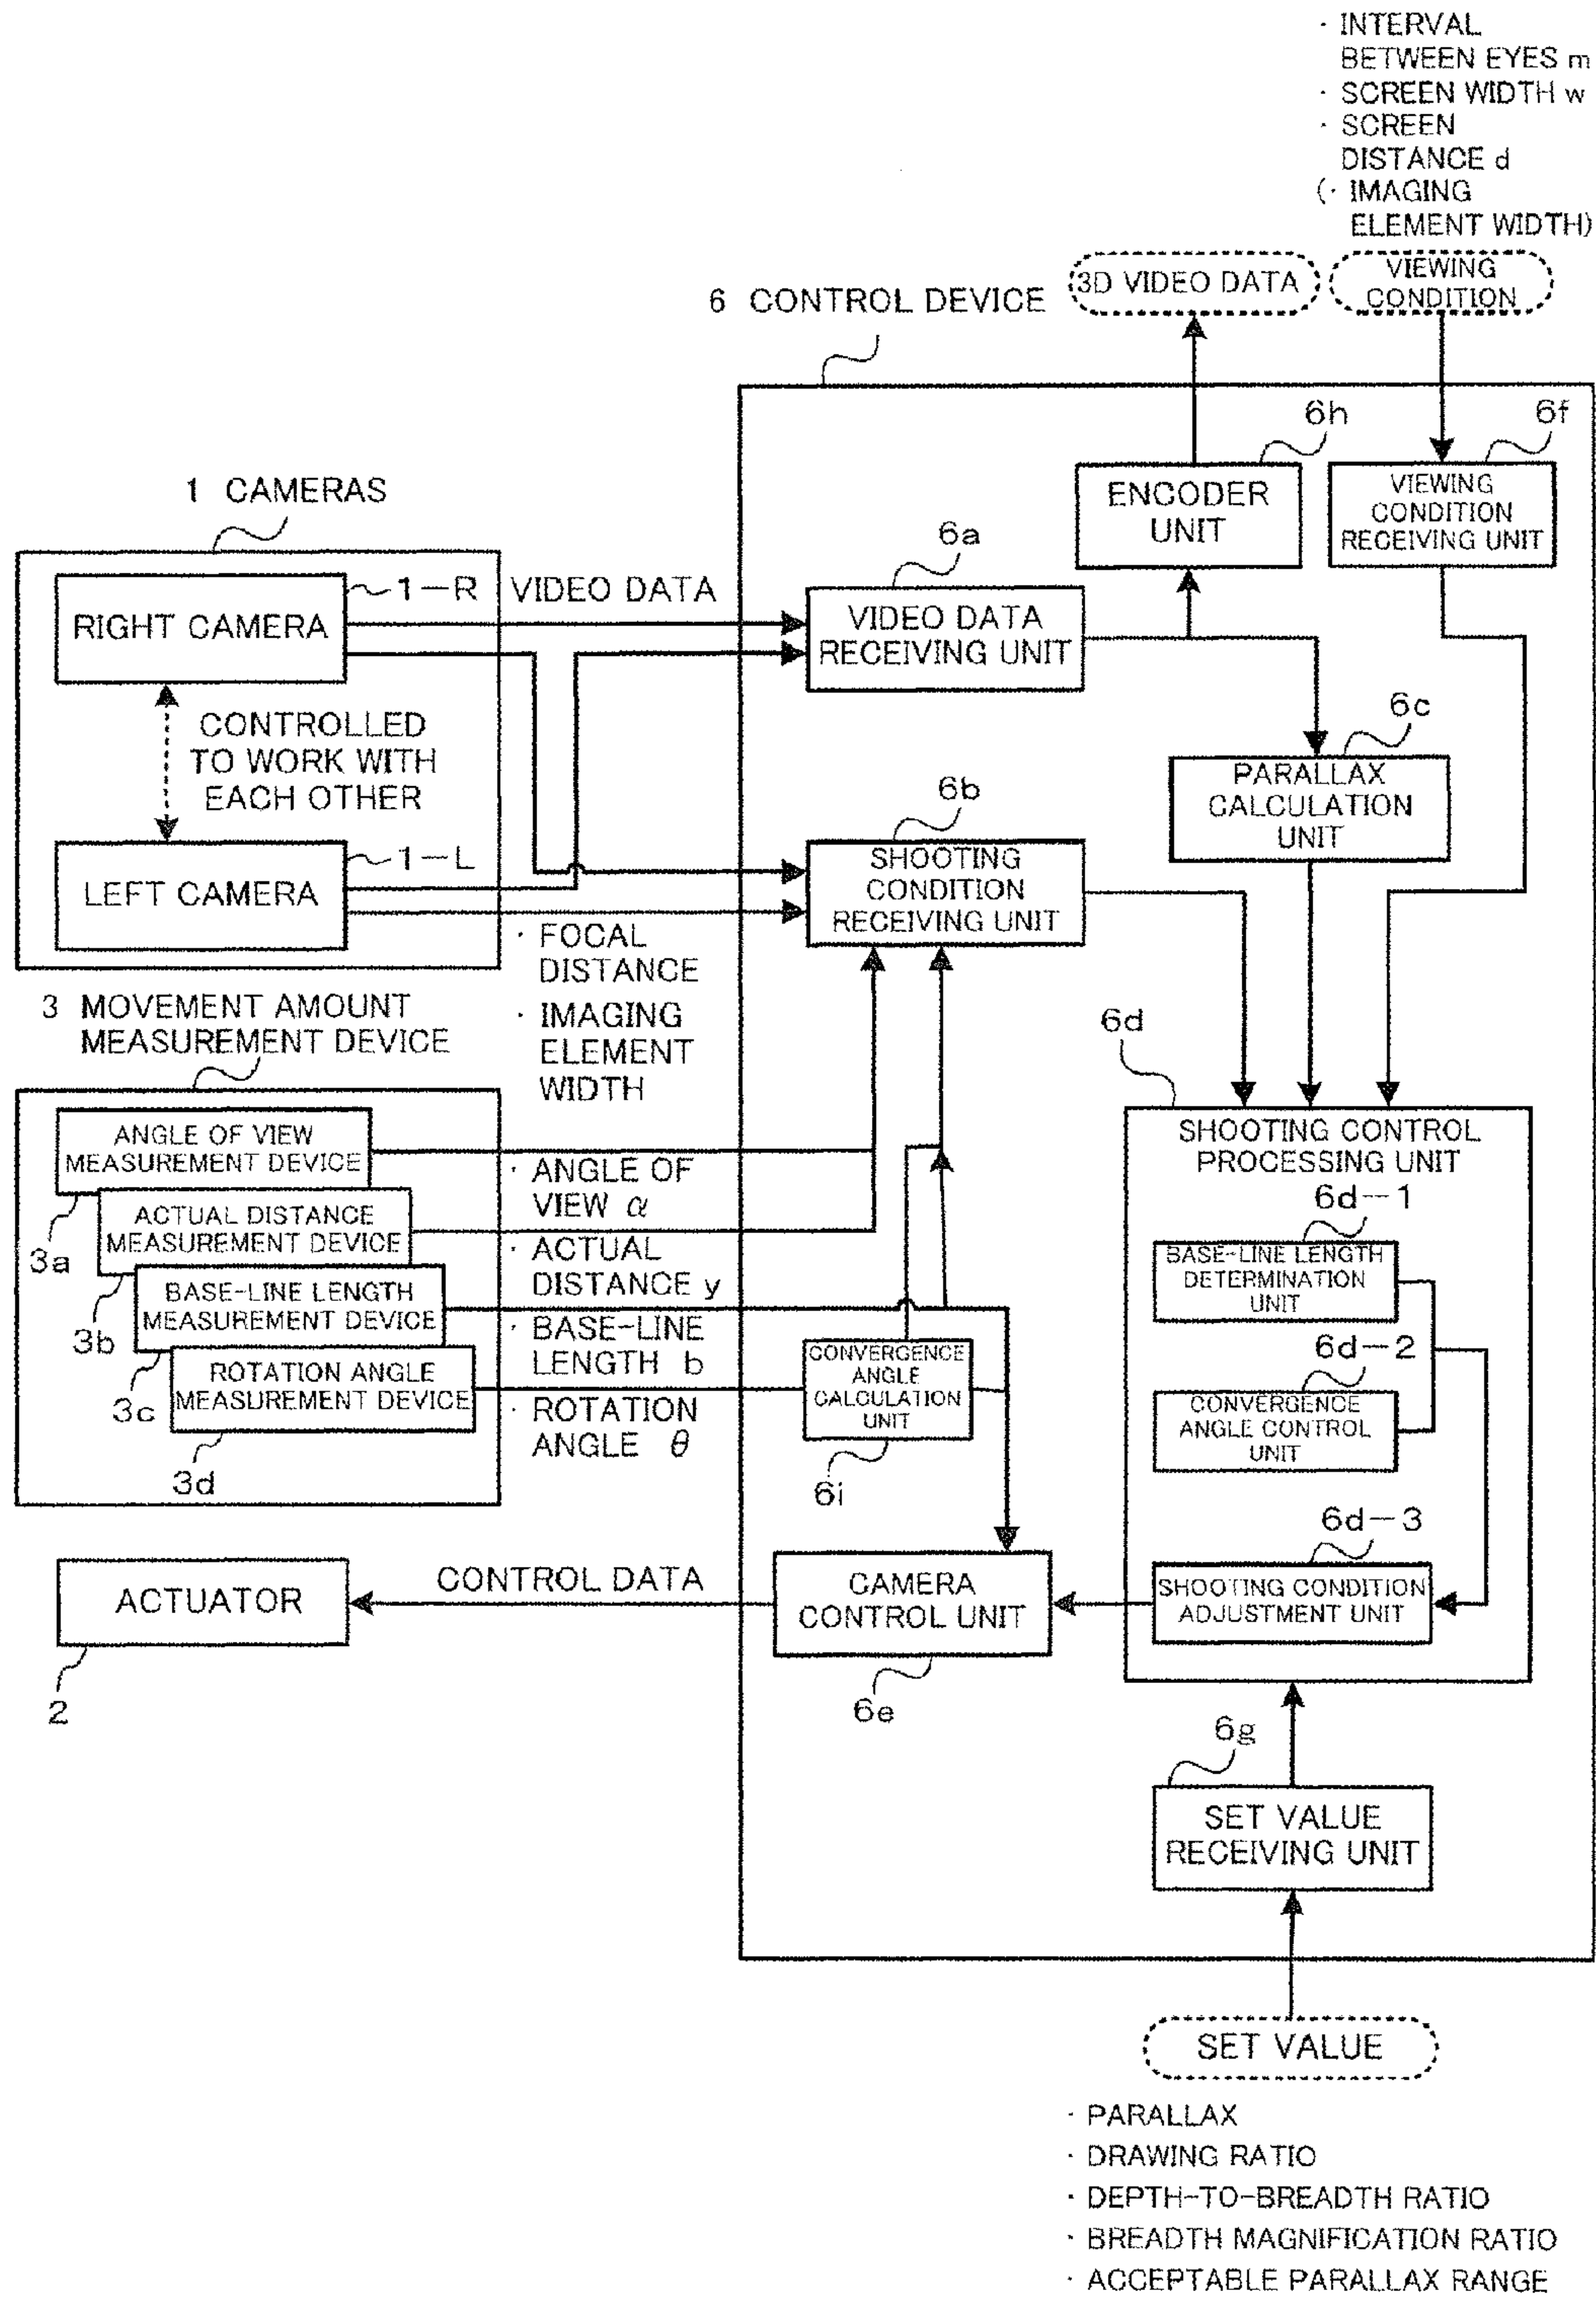 · INTERVAL
BETWEEN EYES m
· SCREEN WIDTH w
· SCREEN
DISTANCE d
(· IMAGING
ELEMENT WIDTH)
3D VIDEO DATA
VIEWING
CONDITION
6 CONTROL DEVICE
6h
6f
ENCODER
UNIT
VIEWING
CONDITION
RECEIVING UNIT
1 CAMERAS
6a
1-R
VIDEO DATA
RIGHT CAMERA
VIDEO DATA
RECEIVING UNIT
CONTROLLED
TO WORK WITH
EACH OTHER
6c
PARALLAX
CALCULATION
UNIT
6b
1-L
LEFT CAMERA
SHOOTING
CONDITION
RECEIVING UNIT
· FOCAL
DISTANCE
· IMAGING
ELEMENT
WIDTH
3 MOVEMENT AMOUNT
MEASUREMENT DEVICE
6d
ANGLE OF VIEW
MEASUREMENT DEVICE
3a
ACTUAL DISTANCE
MEASUREMENT DEVICE
3b
BASE-LINE LENGTH
MEASUREMENT DEVICE
3c
ROTATION ANGLE
MEASUREMENT DEVICE
3d
· ANGLE OF
VIEW α
· ACTUAL
DISTANCE y
· BASE-LINE
LENGTH b
· ROTATION
ANGLE θ
CONVERGENCE
ANGLE
CALCULATION
UNIT
6i
SHOOTING CONTROL
PROCESSING UNIT
6d-1
BASE-LINE LENGTH
DETERMINATION
UNIT
6d-2
CONVERGENCE
ANGLE CONTROL
UNIT
6d-3
SHOOTING CONDITION
ADJUSTMENT UNIT
ACTUATOR
2
CONTROL DATA
CAMERA
CONTROL UNIT
6e
6g
SET VALUE
RECEIVING UNIT
SET VALUE
· PARALLAX
· DRAWING RATIO
· DEPTH-TO-BREADTH RATIO
· BREADTH MAGNIFICATION RATIO
· ACCEPTABLE PARALLAX RANGE